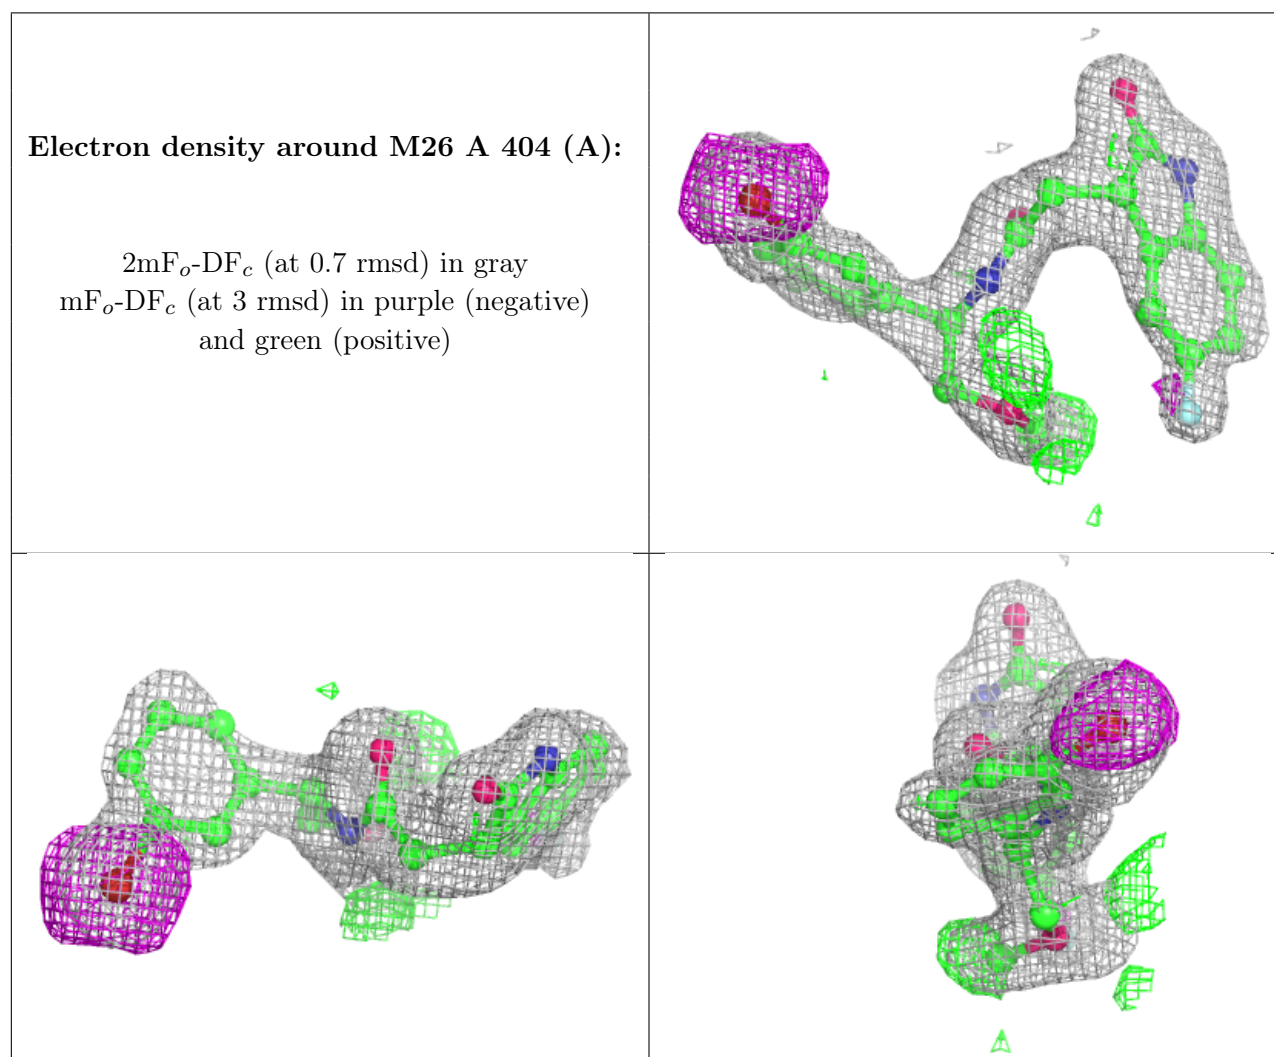 Electron density around M26 A 404 (A):
2mFₒ-DF𝒸 (at 0.7 rmsd) in gray
mFₒ-DF𝒸 (at 3 rmsd) in purple (negative)
and green (positive)